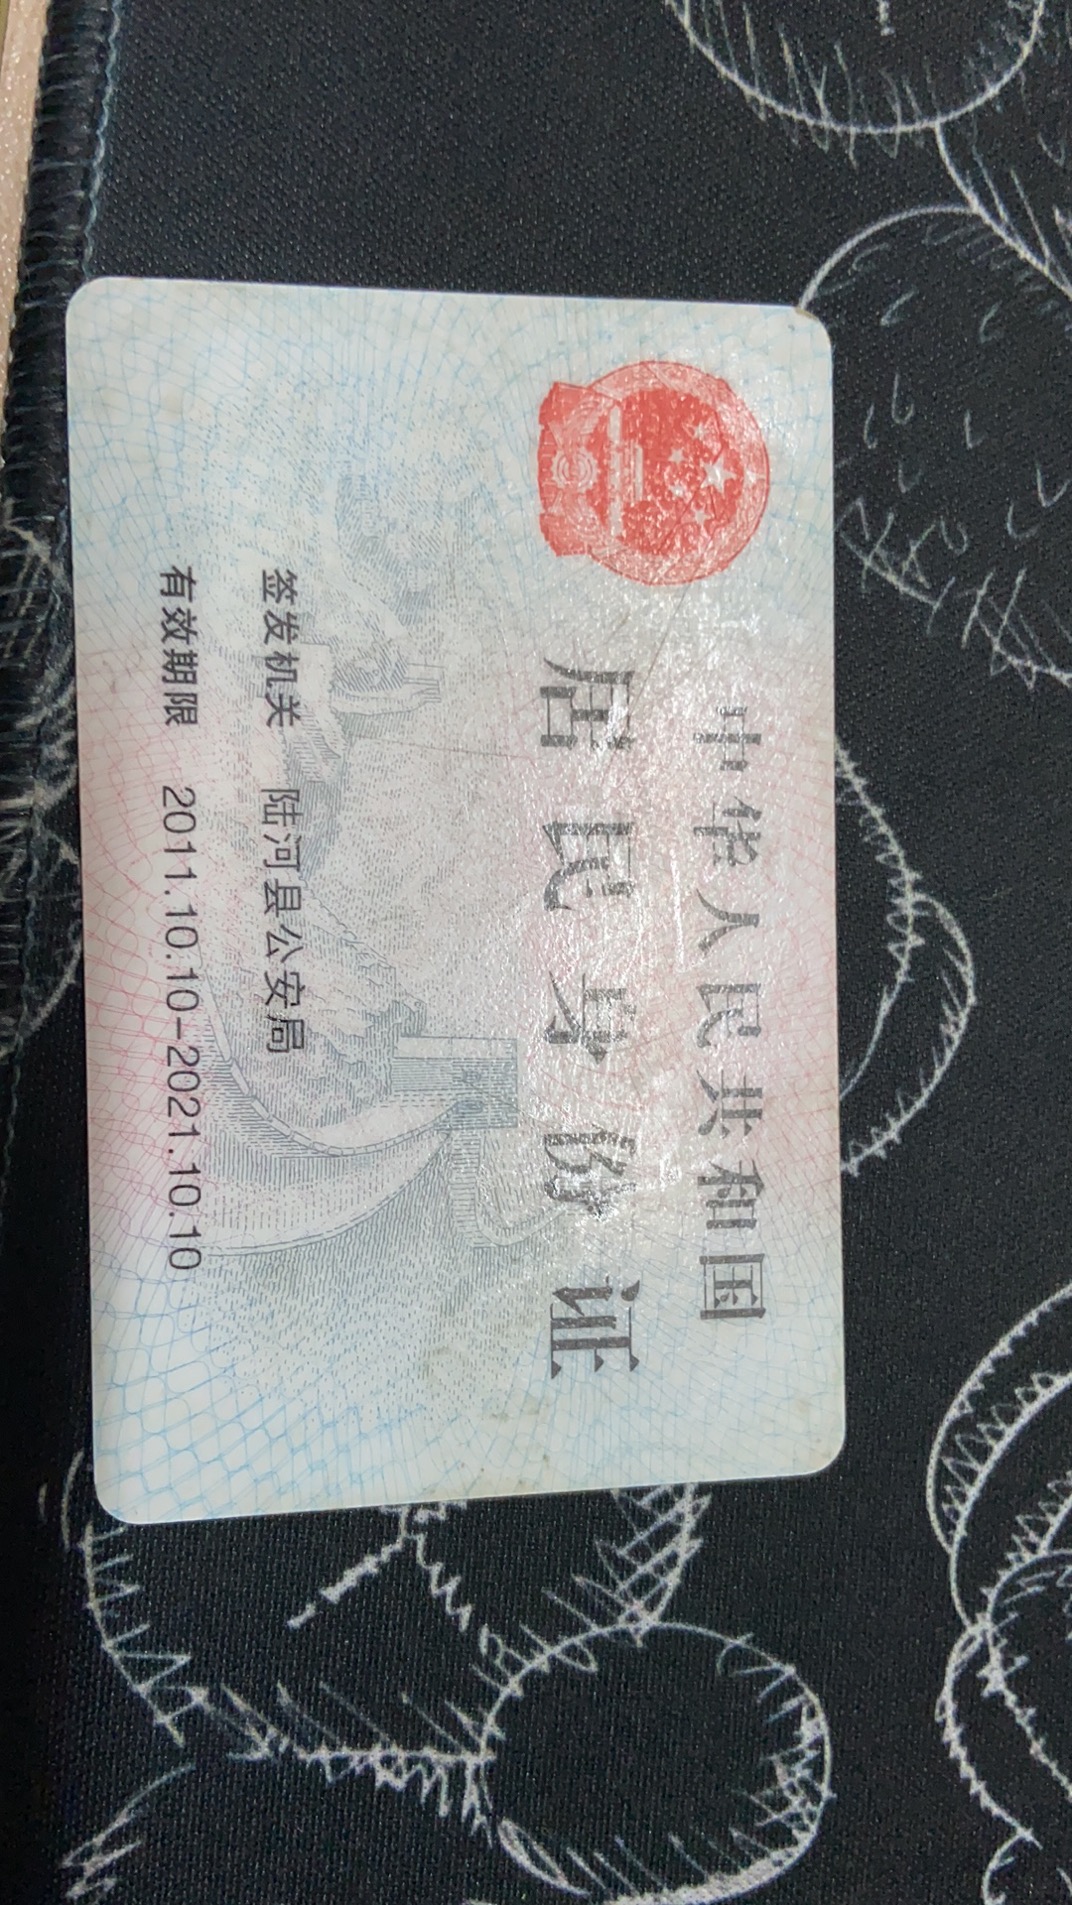 中华人民共和国
居民身份证
签发机关 陆河县公安局
有效期限 2011.10.10-2021.10.10